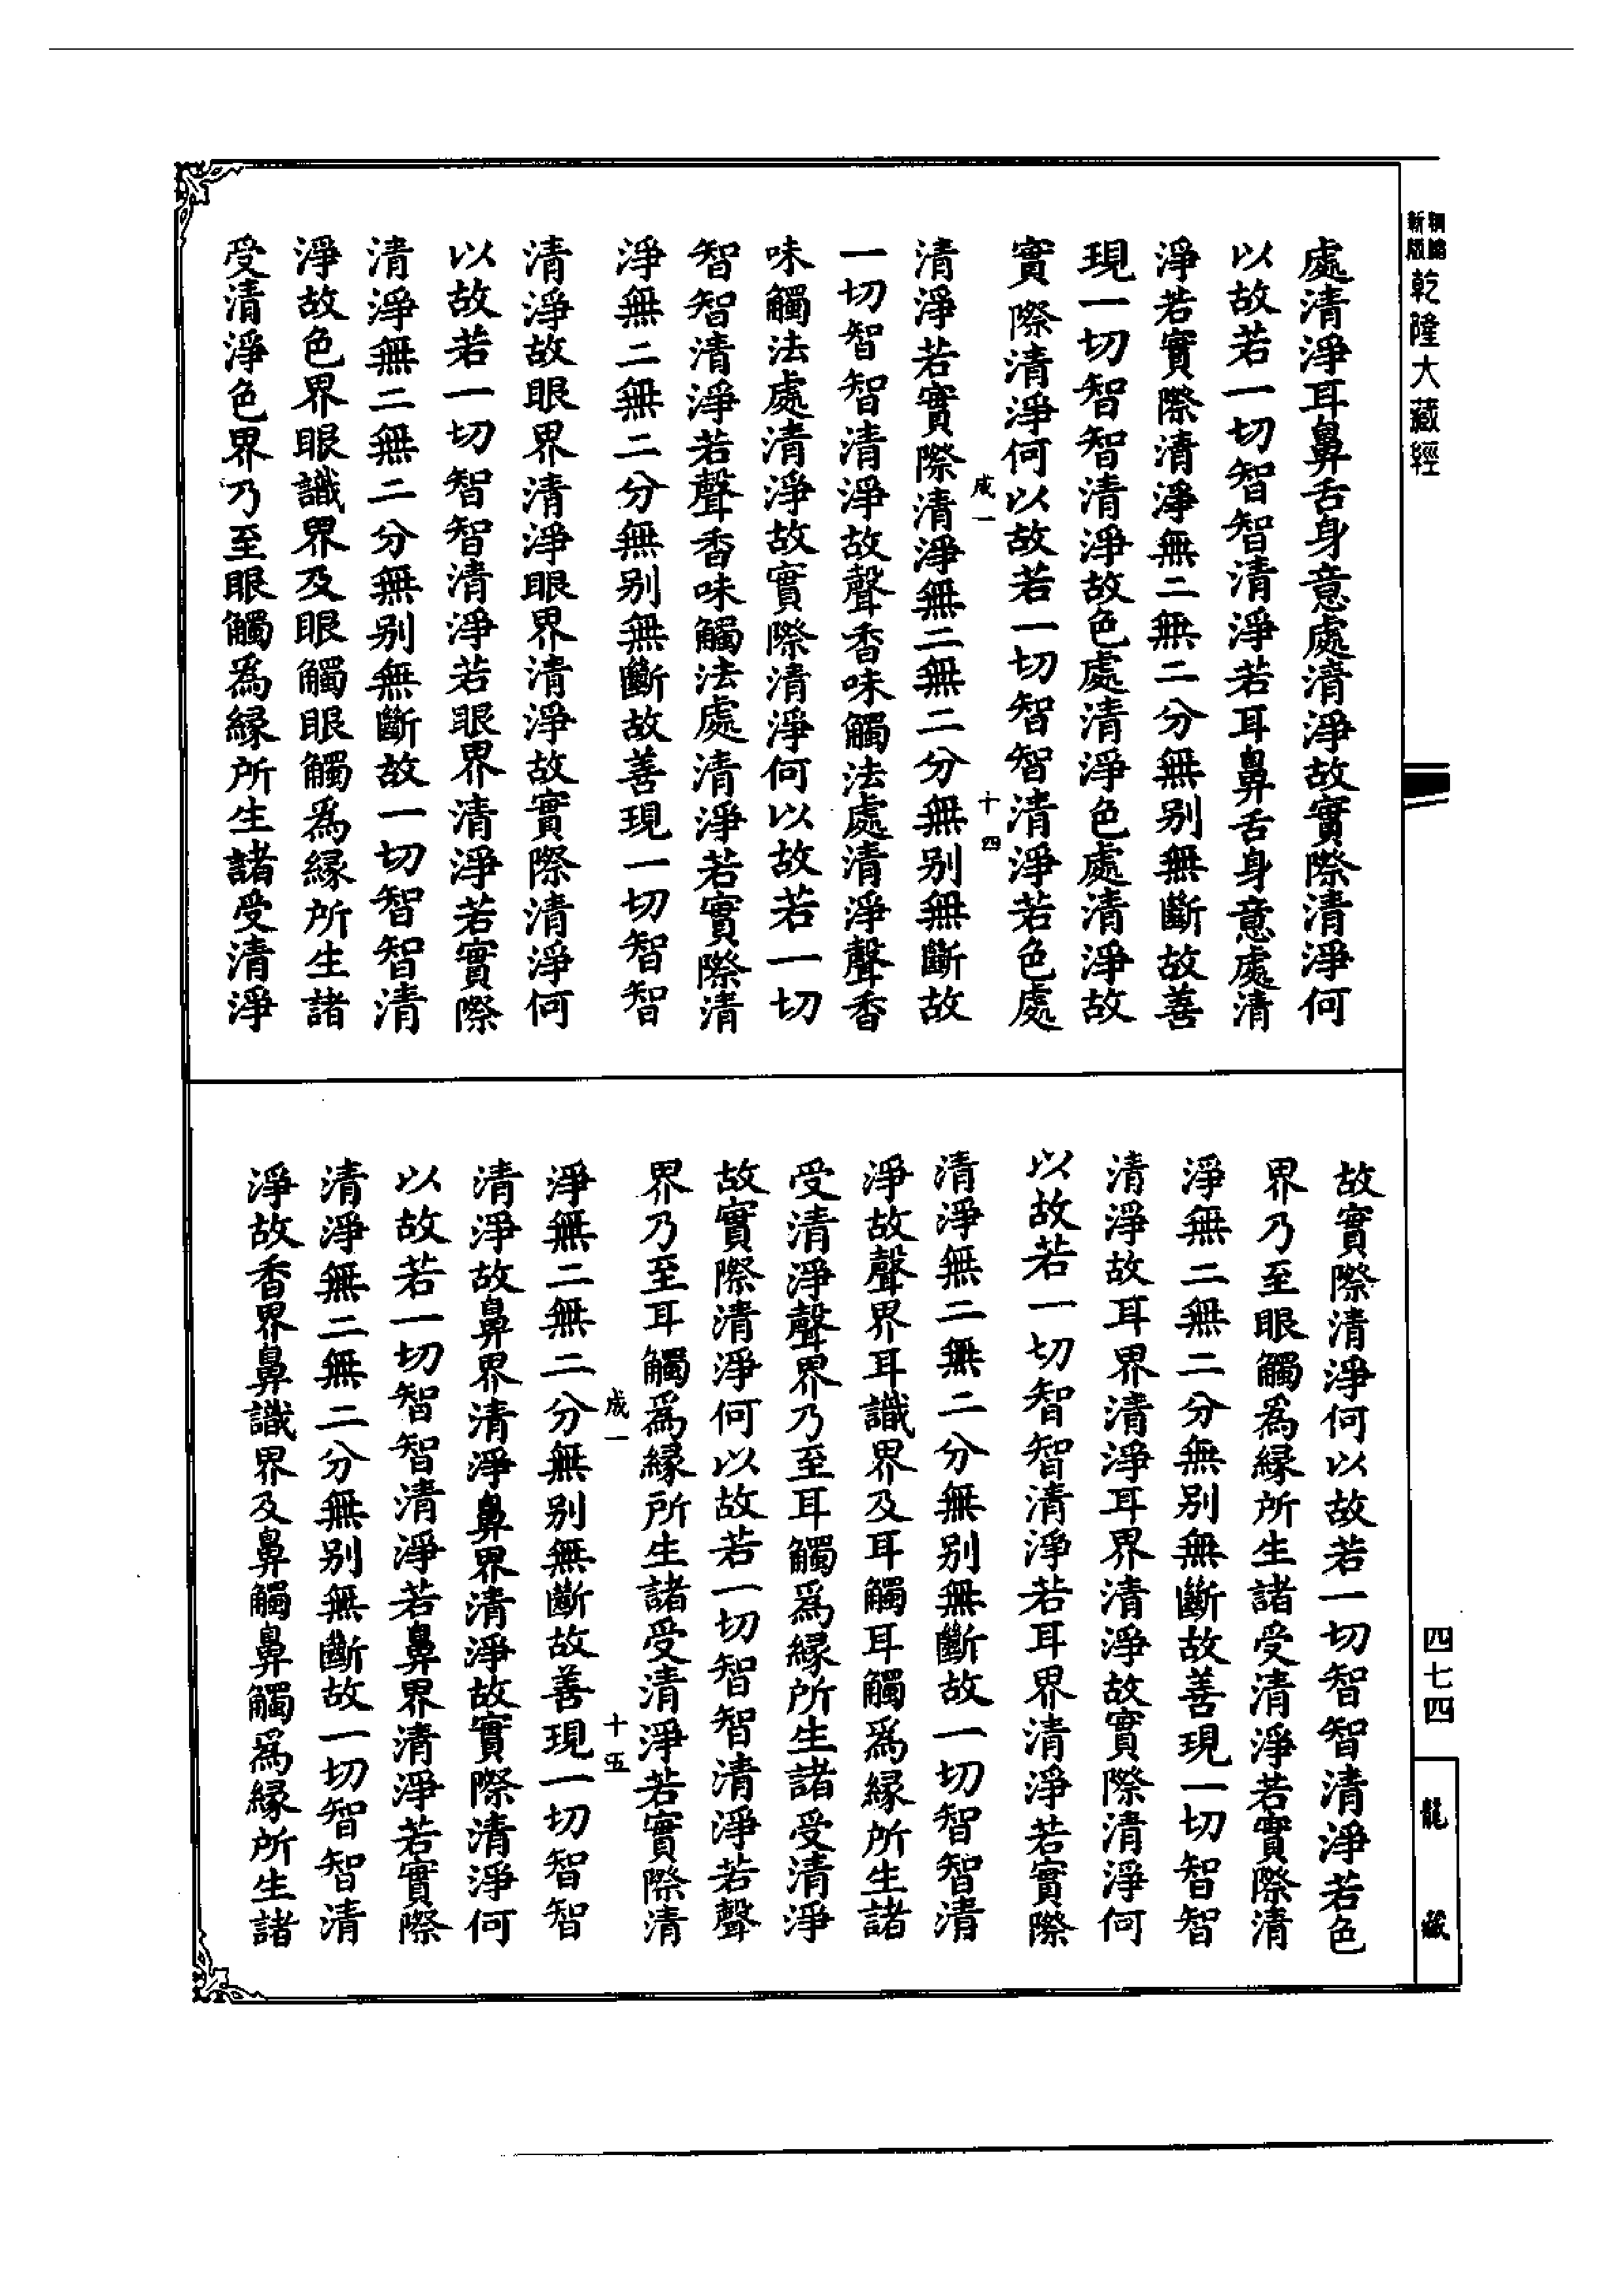 新版
精編
乾隆大藏經
處清淨耳鼻舌身意處清淨故實際清淨何
以故若一切智智清淨若耳鼻舌身意處清
淨若實際清淨無二無二分無别無斷故善
現一切智智清淨故色處清淨色處清淨故
實際清淨何以故若一切智智清淨若色處
咸一
十四
清淨若實際清淨無二無二分無别無斷故
一切智智清淨故聲香味觸法處清淨聲香
味觸法處清淨故實際清淨何以故若一切
智智清淨若聲香味觸法處清淨若實際清
淨無二無二分無别無斷故善現一切智智
清淨故眼界清淨眼界清淨故實際清淨何
以故若一切智智清淨若眼界清淨若實際
清淨無二無二分無别無斷故一切智智清
淨故色界眼識界及眼觸眼觸為緣所生諸
受清淨色界乃至眼觸為緣所生諸受清淨
故實際清淨何以故若一切智智清淨若色
界乃至眼觸為緣所生諸受清淨若實際清
淨無二無二分無别無斷故善現一切智智
清淨故耳界清淨耳界清淨故實際清淨何
以故若一切智智清淨若耳界清淨若實際
清淨無二無二分無别無斷故一切智智清
淨故聲界耳識界及耳觸耳觸為緣所生諸
受清淨聲界乃至耳觸為緣所生諸受清淨
故實際清淨何以故若一切智智清淨若聲
界乃至耳觸為緣所生諸受清淨若實際清
咸一
十五
淨無二無二分無别無斷故善現一切智智
清淨故鼻界清淨鼻界清淨故實際清淨何
以故若一切智智清淨若鼻界清淨若實際
清淨無二無二分無别無斷故一切智智清
淨故香界鼻識界及鼻觸鼻觸為緣所生諸
四七四
龍藏